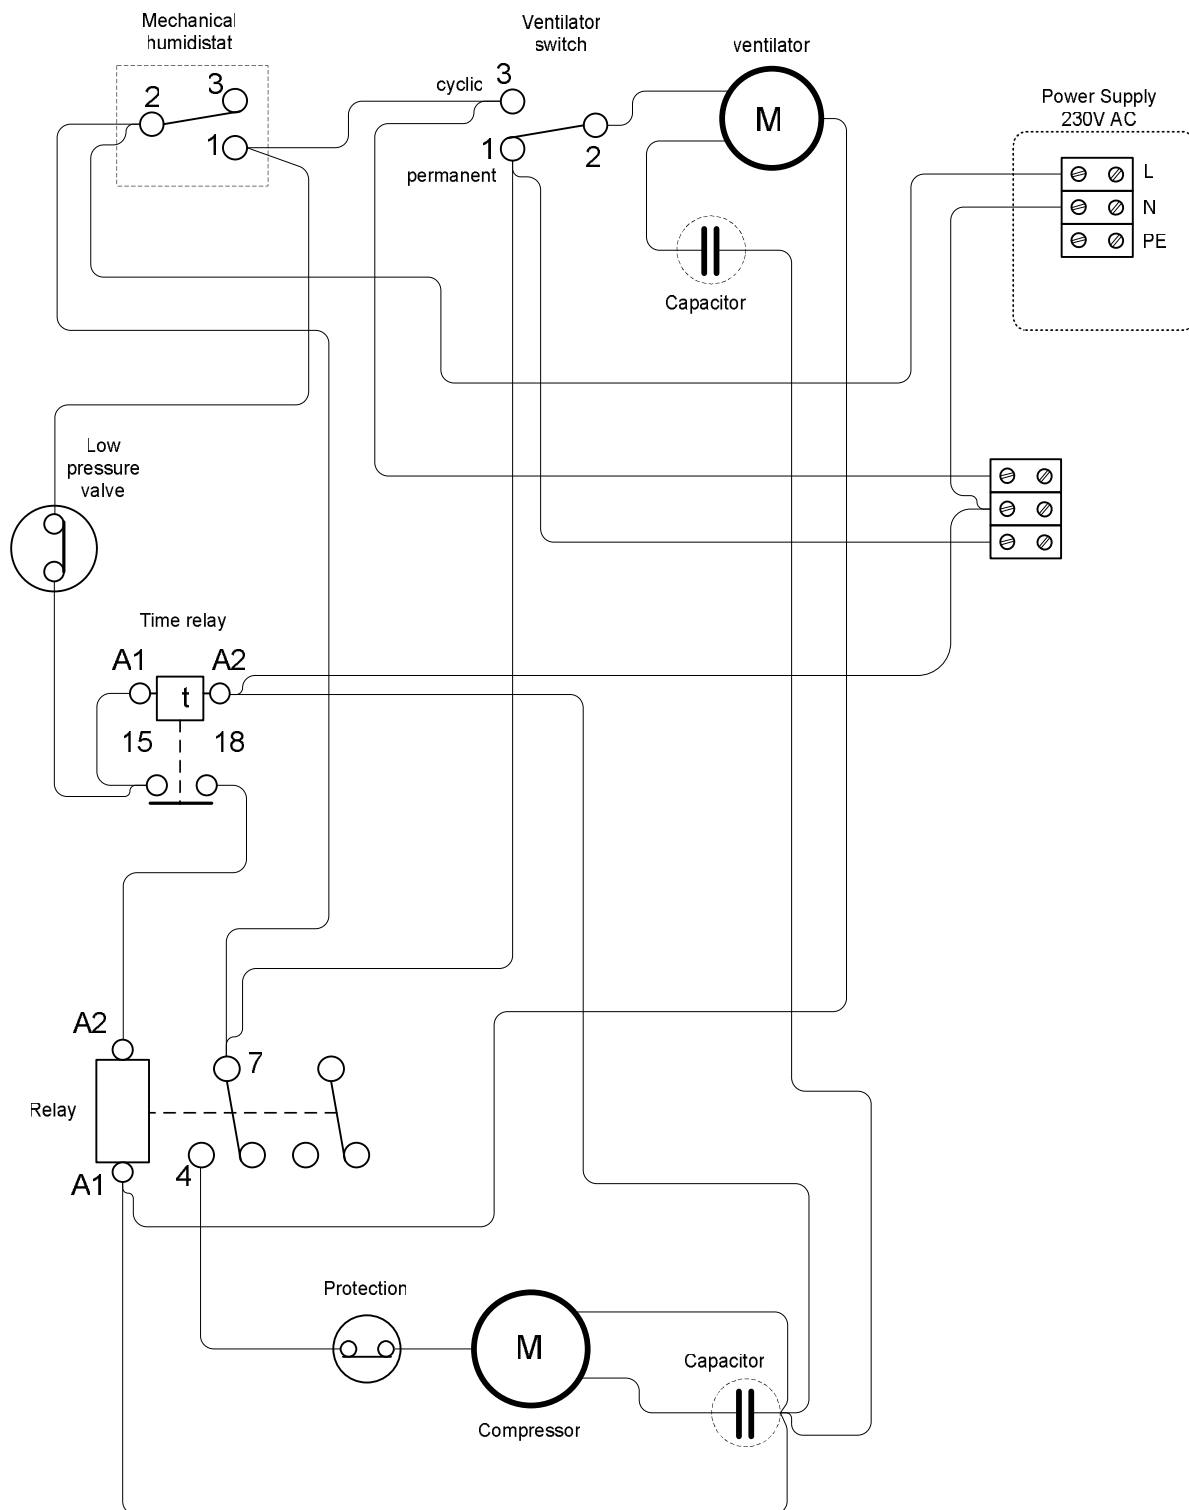 Mechanical
humidistat
Ventilator
switch
ventilator
Power Supply
230V AC
cyclic
3
2
3
1
1
permanent
2
M
L
N
PE
Capacitor
Low
pressure
valve
Time relay
A1
A2
t
15
18
A2
7
Relay
A1
4
Protection
M
Capacitor
Compressor